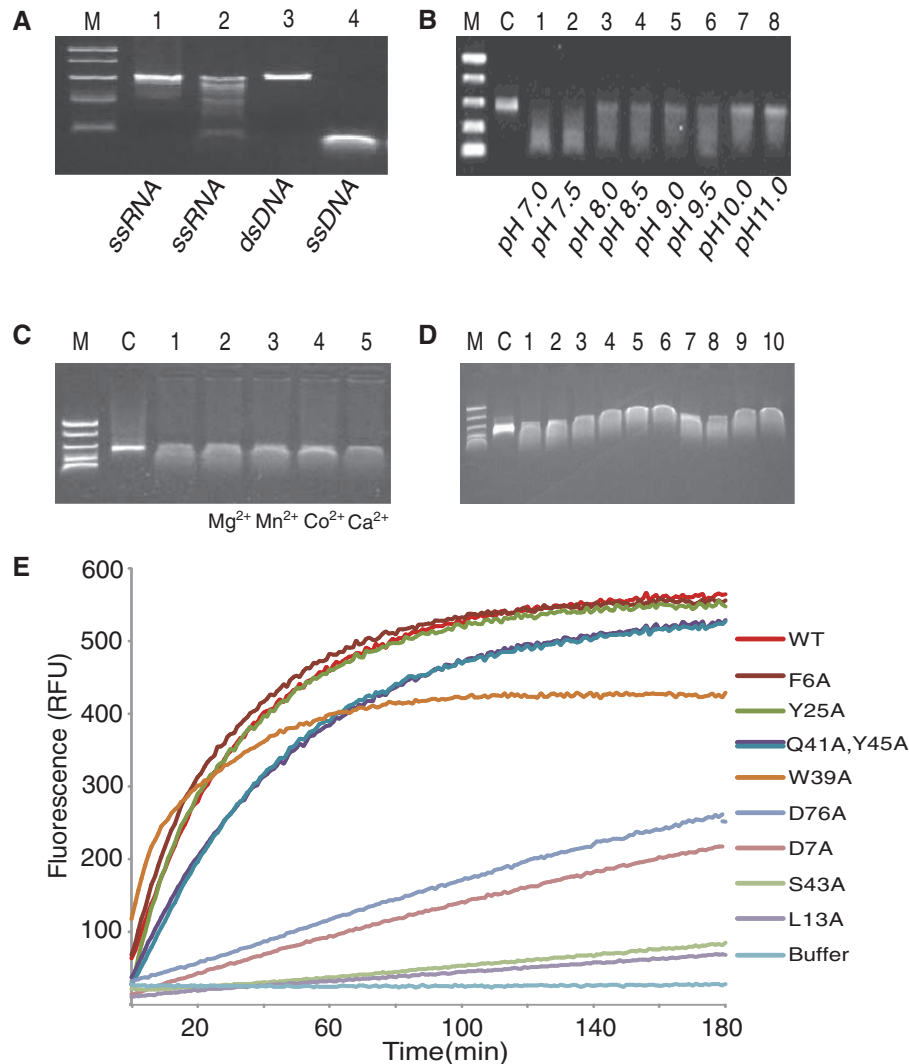 A
M 1 2 3 4
ssRNA ssRNA dsDNA ssDNA
B
M C 1 2 3 4 5 6 7 8
pH 7.0 pH 7.5 pH 8.0 pH 8.5 pH 9.0 pH 9.5 pH10.0 pH11.0
C
M C 1 2 3 4 5
Mg²⁺ Mn²⁺ Co²⁺ Ca²⁺
D
M C 1 2 3 4 5 6 7 8 9 10
E
600
500
400
300
200
100
Fluorescence (RFU)
20 60 100 140 180
Time(min)
WT
F6A
Y25A
Q41A,Y45A
W39A
D76A
D7A
S43A
L13A
Buffer